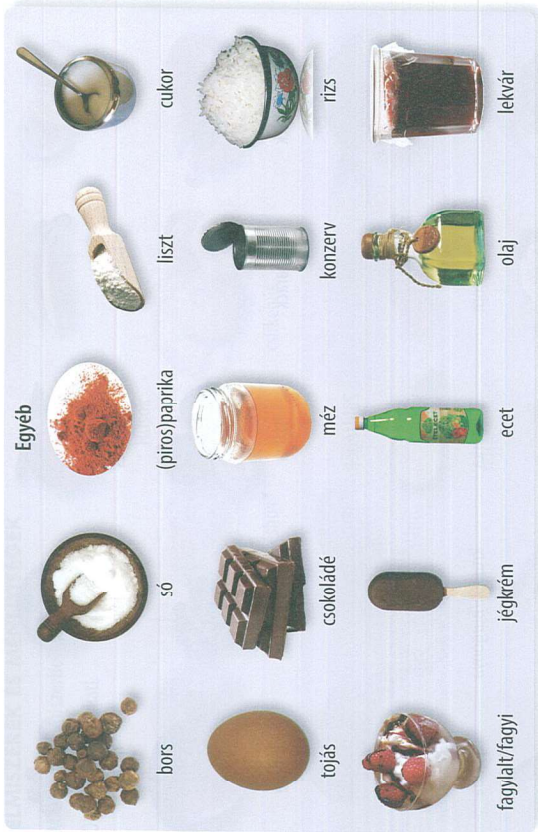 Egyéb
bors
só
(piros)paprika
liszt
cukor
tojás
csokoládé
méz
konzerv
rizs
fagylalt/fagyi
jégkrém
ecet
olaj
lekvár